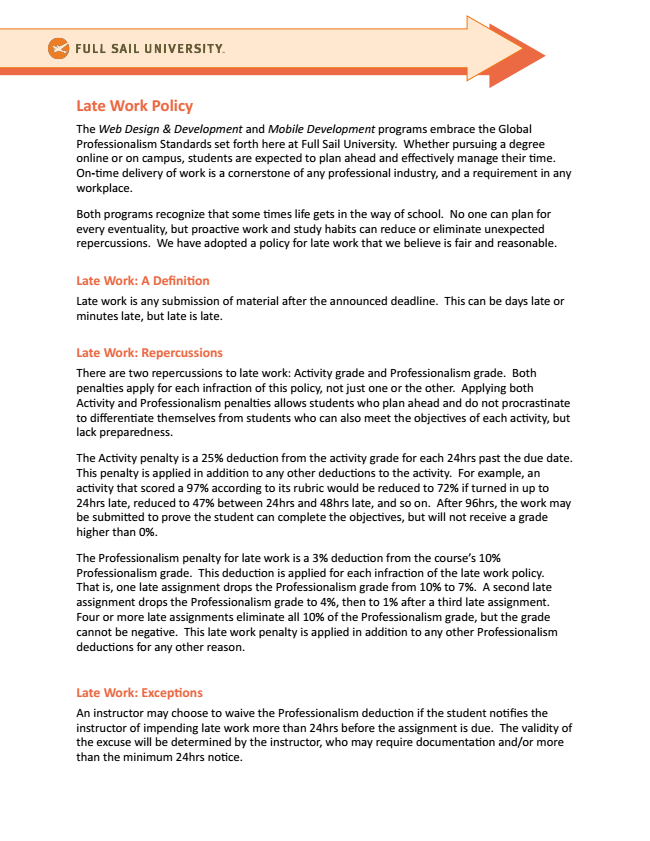 FULL SAIL UNIVERSITY.
Late Work Policy
The Web Design & Development and Mobile Development programs embrace the Global
Professionalism Standards set forth here at Full Sail University.  Whether pursuing a degree
online or on campus, students are expected to plan ahead and effectively manage their time.
On-time delivery of work is a cornerstone of any professional industry, and a requirement in any
workplace.
Both programs recognize that some times life gets in the way of school.  No one can plan for
every eventuality, but proactive work and study habits can reduce or eliminate unexpected
repercussions.  We have adopted a policy for late work that we believe is fair and reasonable.
Late Work: A Definition
Late work is any submission of material after the announced deadline.  This can be days late or
minutes late, but late is late.
Late Work: Repercussions
There are two repercussions to late work: Activity grade and Professionalism grade.  Both
penalties apply for each infraction of this policy, not just one or the other.  Applying both
Activity and Professionalism penalties allows students who plan ahead and do not procrastinate
to differentiate themselves from students who can also meet the objectives of each activity, but
lack preparedness.
The Activity penalty is a 25% deduction from the activity grade for each 24hrs past the due date.
This penalty is applied in addition to any other deductions to the activity.  For example, an
activity that scored a 97% according to its rubric would be reduced to 72% if turned in up to
24hrs late, reduced to 47% between 24hrs and 48hrs late, and so on.  After 96hrs, the work may
be submitted to prove the student can complete the objectives, but will not receive a grade
higher than 0%.
The Professionalism penalty for late work is a 3% deduction from the course's 10%
Professionalism grade.  This deduction is applied for each infraction of the late work policy.
That is, one late assignment drops the Professionalism grade from 10% to 7%.  A second late
assignment drops the Professionalism grade to 4%, then to 1% after a third late assignment.
Four or more late assignments eliminate all 10% of the Professionalism grade, but the grade
cannot be negative.  This late work penalty is applied in addition to any other Professionalism
deductions for any other reason.
Late Work: Exceptions
An instructor may choose to waive the Professionalism deduction if the student notifies the
instructor of impending late work more than 24hrs before the assignment is due.  The validity of
the excuse will be determined by the instructor, who may require documentation and/or more
than the minimum 24hrs notice.